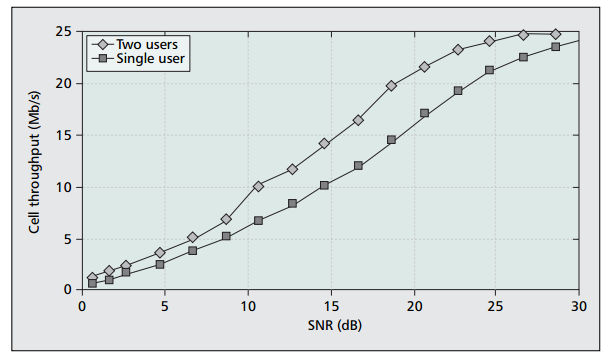 25
Two users
Single user
20
15
10
5
0
Cell throughput (Mb/s)
0 5 10 15 20 25 30
SNR (dB)